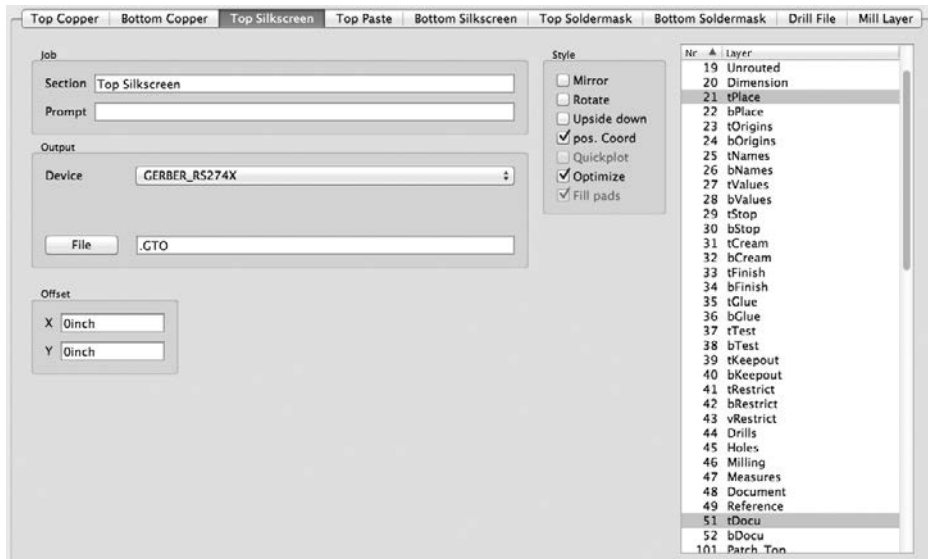 Top Copper Bottom Copper Top Silkscreen Top Paste Bottom Silkscreen Top Soldermask Bottom Soldermask Drill File Mill Layer
Job
Section Top Silkscreen
Prompt
Output
Device GERBER_RS274X
File .GTO
Offset
X 0inch
Y 0inch
Style
Mirror
Rotate
Upside down
pos. Coord
Quickplot
Optimize
Fill pads
Nr Layer
19 Unrouted
20 Dimension
21 tPlace
22 bPlace
23 tOrigins
24 bOrigins
25 tNames
26 bNames
27 tValues
28 bValues
29 tStop
30 bStop
31 tCream
32 bCream
33 tFinish
34 bFinish
35 tGlue
36 bGlue
37 tTest
38 bTest
39 tKeepout
40 bKeepout
41 tRestrict
42 bRestrict
43 vRestrict
44 Drills
45 Holes
46 Milling
47 Measures
48 Document
49 Reference
51 tDocu
52 bDocu
101 Patch_Top